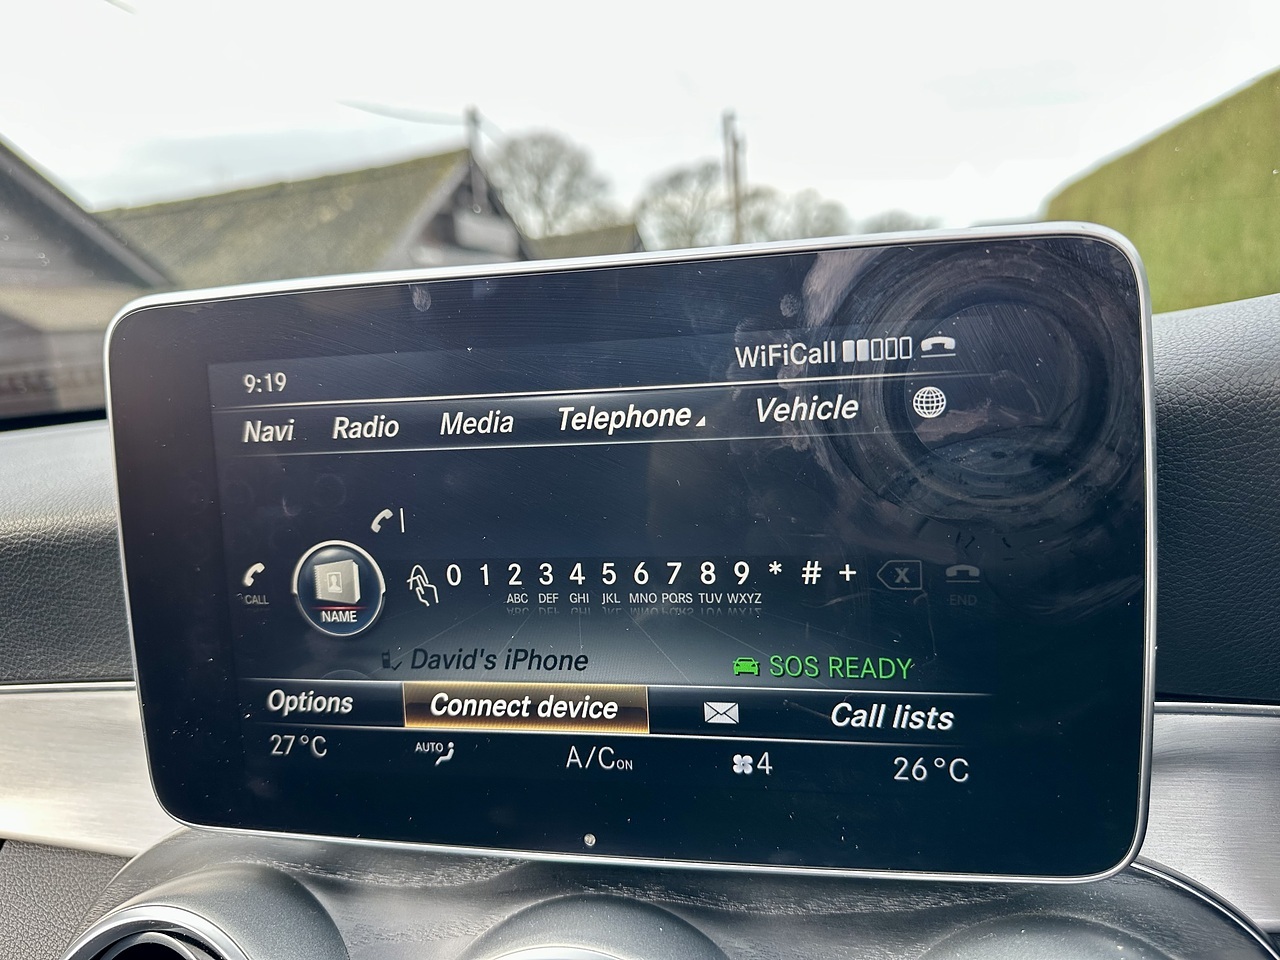 WiFiCall
9:19
Navi Radio Media Telephone Vehicle
CALL NAME 0 1 2 3 4 5 6 7 8 9 * # + X END
ABC DEF GHI JKL MNO PQRS TUV WXYZ
David's iPhone SOS READY
Options Connect device Call lists
27°C AUTO A/C ON 4 26°C